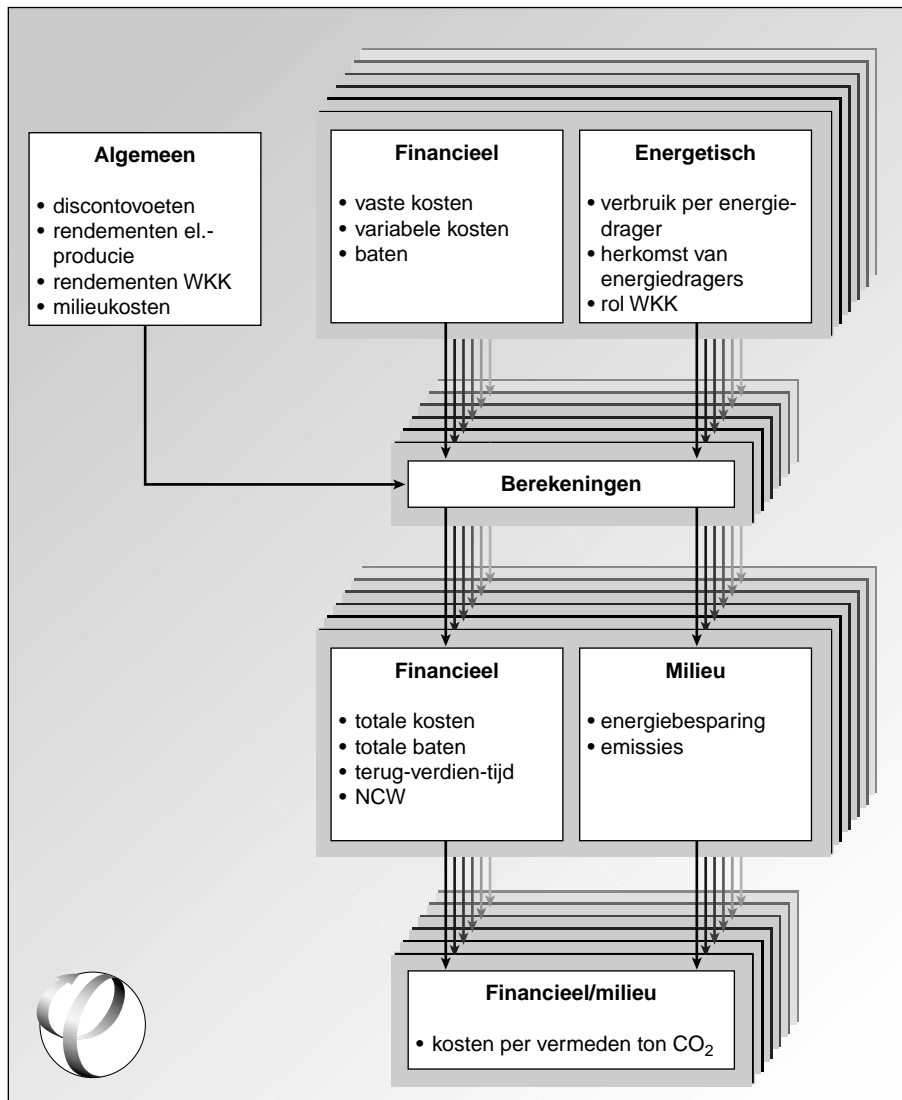 Algemeen
• discontovoeten
• rendementen el.-
producie
• rendementen WKK
• milieukosten
Financieel
• vaste kosten
• variabele kosten
• baten
Energetisch
• verbruik per energie-
drager
• herkomst van
energiedragers
• rol WKK
Berekeningen
Financieel
• totale kosten
• totale baten
• terug-verdien-tijd
• NCW
Milieu
• energiebesparing
• emissies
Financieel/milieu
• kosten per vermeden ton CO₂